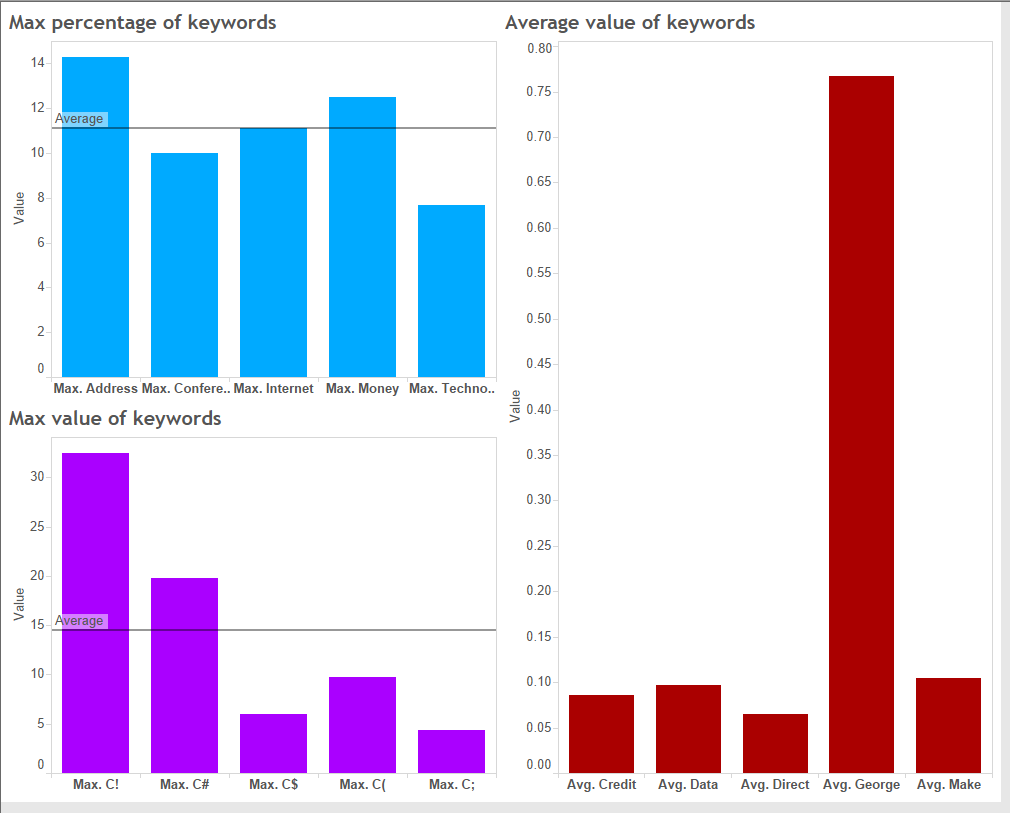 Max percentage of keywords
14
12
Average
10
8
6
4
2
0
Value
Max. Address Max. Confere.. Max. Internet Max. Money Max. Techno..
Max value of keywords
30
25
20
15
Average
10
5
0
Value
Max. C! Max. C# Max. C$ Max. C( Max. C;
Average value of keywords
0.80
0.75
0.70
0.65
0.60
0.55
0.50
0.45
0.40
0.35
0.30
0.25
0.20
0.15
0.10
0.05
0.00
Value
Avg. Credit Avg. Data Avg. Direct Avg. George Avg. Make